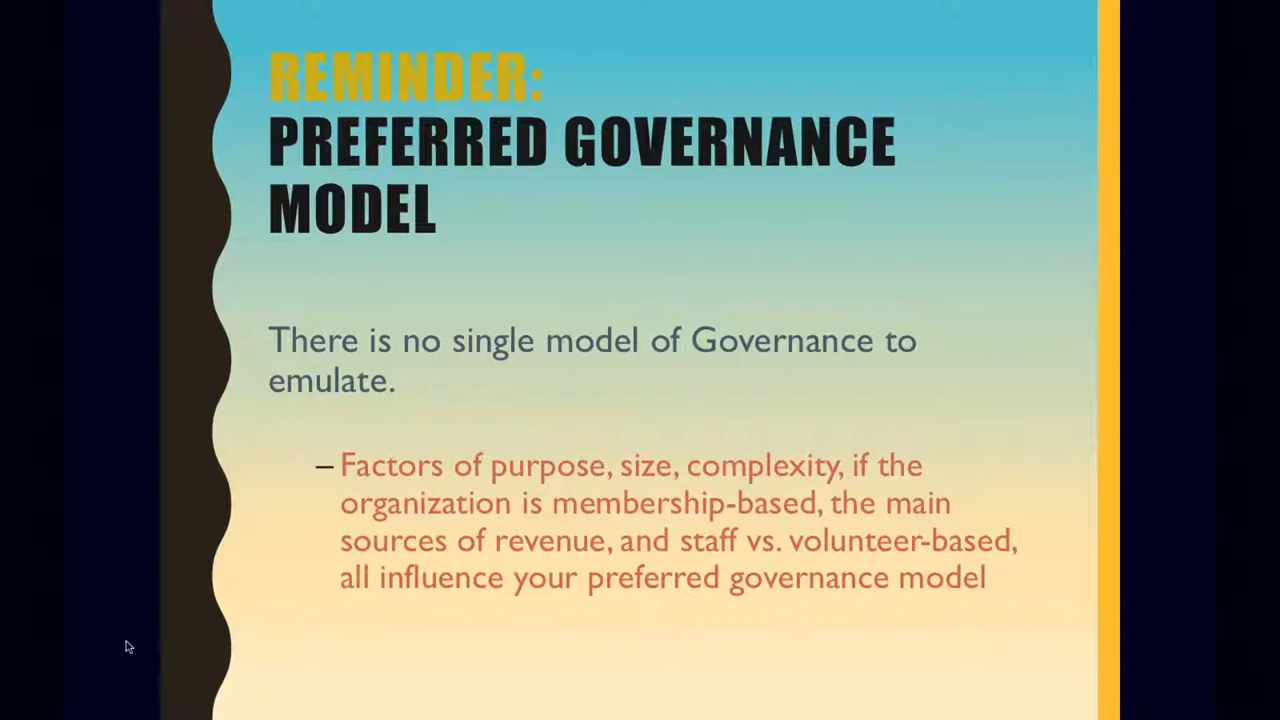 REMINDER:
PREFERRED GOVERNANCE
MODEL
There is no single model of Governance to
emulate.
– Factors of purpose, size, complexity, if the
organization is membership-based, the main
sources of revenue, and staff vs. volunteer-based,
all influence your preferred governance model